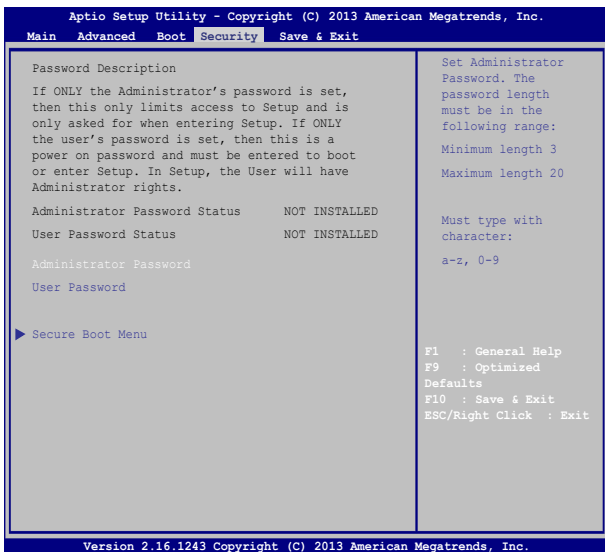 Aptio Setup Utility - Copyright (C) 2013 American Megatrends, Inc.
Main Advanced Boot Security Save & Exit
Password Description
If ONLY the Administrator's password is set,
then this only limits access to Setup and is
only asked for when entering Setup. If ONLY
the user's password is set, then this is a
power on password and must be entered to boot
or enter Setup. In Setup, the User will have
Administrator rights.
Administrator Password Status NOT INSTALLED
User Password Status NOT INSTALLED
Administrator Password
User Password
Secure Boot Menu
Set Administrator
Password. The
password length
must be in the
following range:
Minimum length 3
Maximum length 20
Must type with
character:
a-z, 0-9
F1 : General Help
F9 : Optimized
Defaults
F10 : Save & Exit
ESC/Right Click : Exit
Version 2.16.1243 Copyright (C) 2013 American Megatrends, Inc.